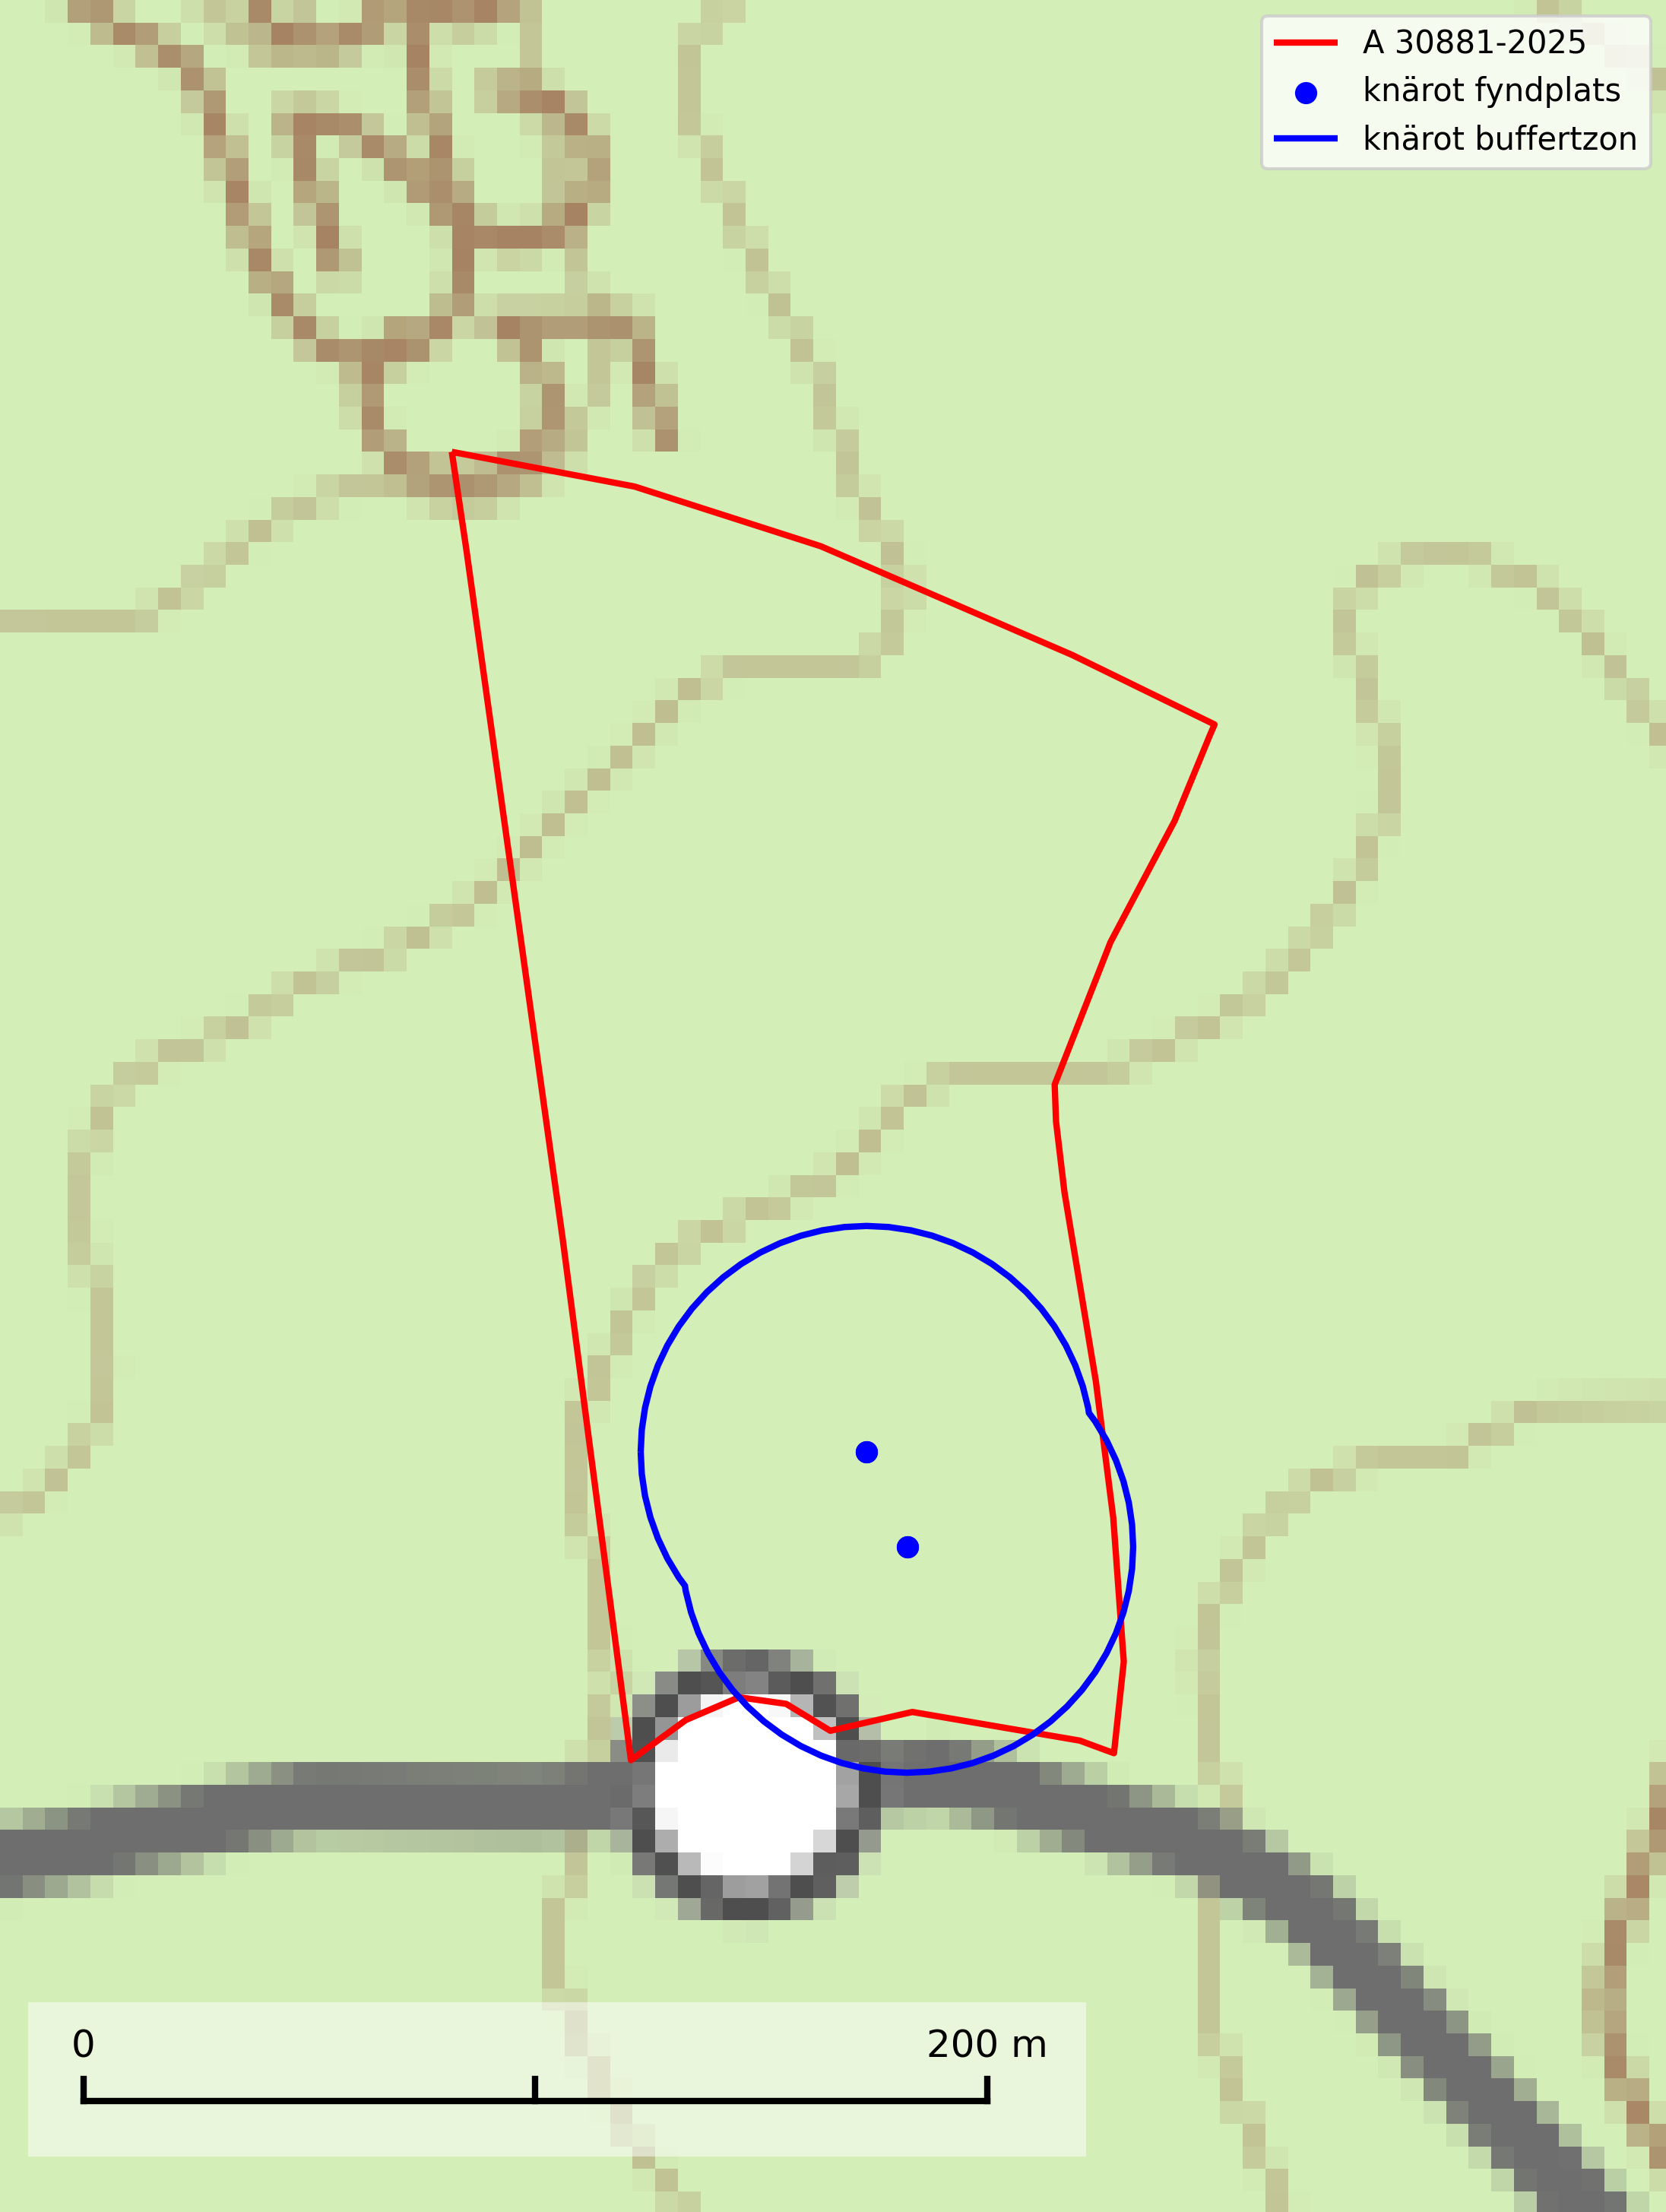 A 30881-2025
knärot fyndplats
knärot buffertzon
0 200 m